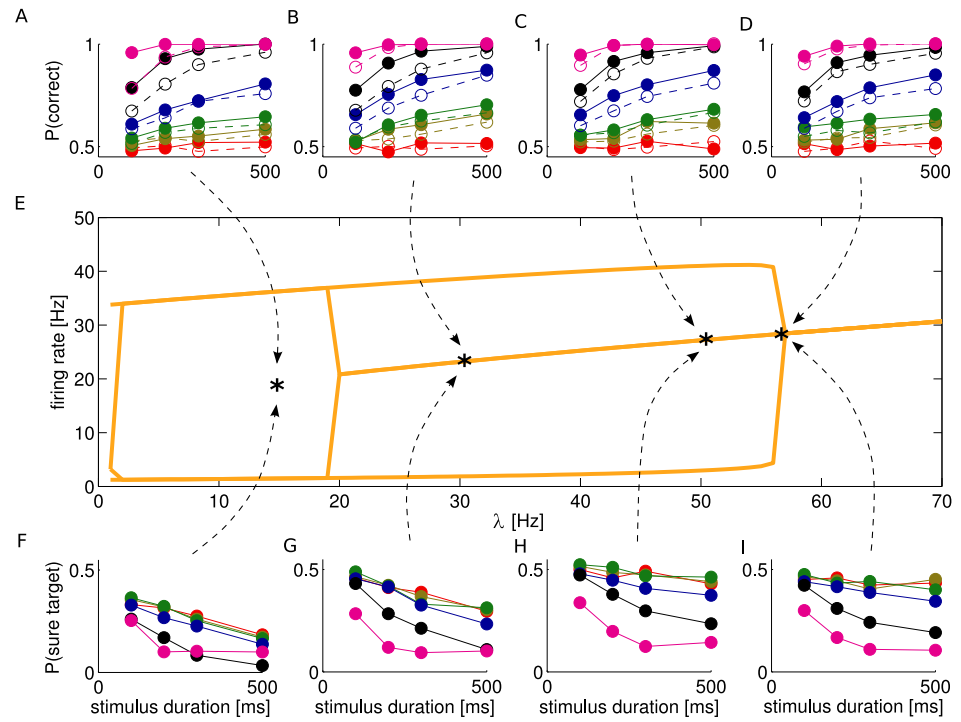 A
B
C
D
P(correct)
1
0.5
0
500
1
0.5
0
500
1
0.5
0
500
1
0.5
0
500
E
firing rate [Hz]
50
40
30
20
10
0
0
10
20
30
40
50
60
70
λ [Hz]
F
G
H
I
P(sure target)
0.5
0
0
500
0.5
0
0
500
0.5
0
0
500
0.5
0
0
500
stimulus duration [ms]
stimulus duration [ms]
stimulus duration [ms]
stimulus duration [ms]